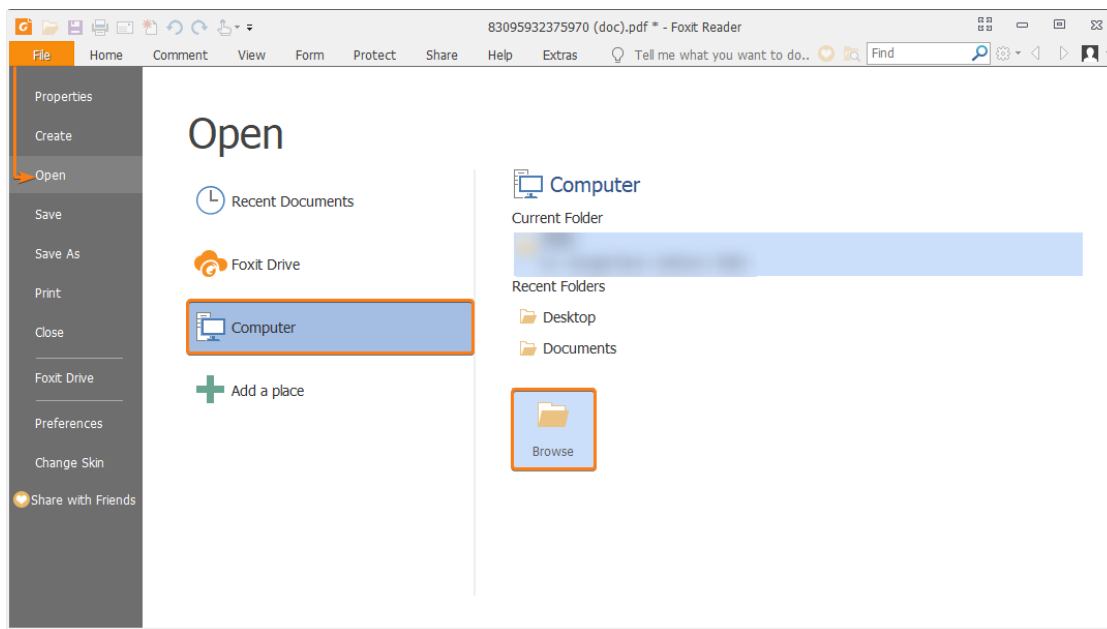 83095932375970 (doc).pdf * - Foxit Reader
File Home Comment View Form Protect Share Help Extras Tell me what you want to do.. Find
Properties
Create
Open
Save
Save As
Print
Close
Foxit Drive
Preferences
Change Skin
Share with Friends
Open
Recent Documents
Foxit Drive
Computer
Add a place
Computer
Current Folder
Recent Folders
Desktop
Documents
Browse